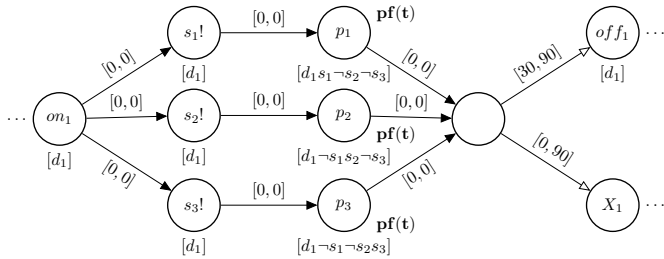 s₁! [0, 0] p₁ pf(t) off₁ ···
[0, 0] [d₁] [d₁s₁¬s₂¬s₃] [0, 0] [30, 90] [d₁]
··· on₁ [0, 0] s₂! [0, 0] p₂ [0, 0]
[d₁] [d₁] [d₁¬s₁s₂¬s₃] pf(t)
[0, 0] s₃! [0, 0] p₃ [0, 0] [0, 90] X₁ ···
[d₁] [d₁¬s₁¬s₂s₃] pf(t)